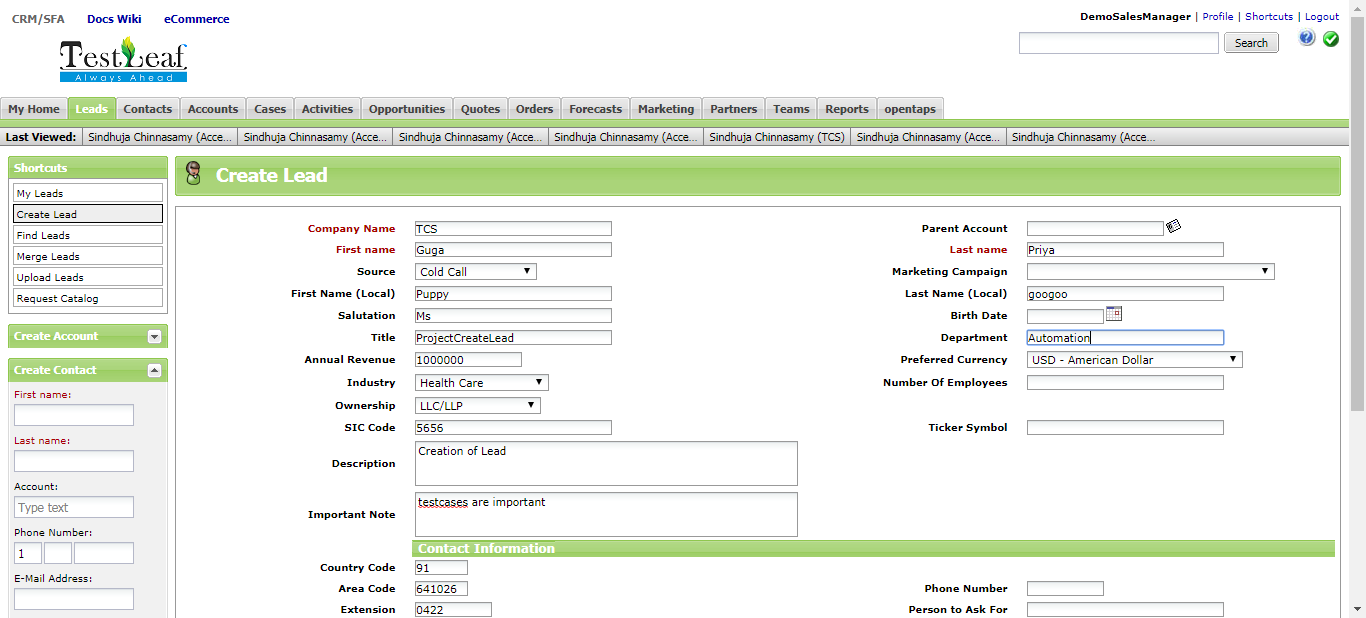 CRM/SFA Docs Wiki eCommerce
DemoSalesManager | Profile | Shortcuts | Logout
TestLeaf
Always Ahead
Search
?
My Home Leads Contacts Accounts Cases Activities Opportunities Quotes Orders Forecasts Marketing Partners Teams Reports opentaps
Last Viewed: Sindhuja Chinnasamy (Acce... Sindhuja Chinnasamy (Acce... Sindhuja Chinnasamy (Acce... Sindhuja Chinnasamy (Acce... Sindhuja Chinnasamy (TCS) Sindhuja Chinnasamy (Acce... Sindhuja Chinnasamy (Acce...
Shortcuts
My Leads
Create Lead
Find Leads
Merge Leads
Upload Leads
Request Catalog
Create Account
Create Contact
First name:
Last name:
Account:
Type text
Phone Number:
1
E-Mail Address:
Create Lead
Company Name TCS Parent Account
First name Guga Last name Priya
Source Cold Call Marketing Campaign
First Name (Local) Puppy Last Name (Local) googoo
Salutation Ms Birth Date
Title ProjectCreateLead Department Automation
Annual Revenue 1000000 Preferred Currency USD - American Dollar
Industry Health Care Number Of Employees
Ownership LLC/LLP
SIC Code 5656 Ticker Symbol
Description Creation of Lead
Important Note testcases are important
Contact Information
Country Code 91
Area Code 641026 Phone Number
Extension 0422 Person to Ask For